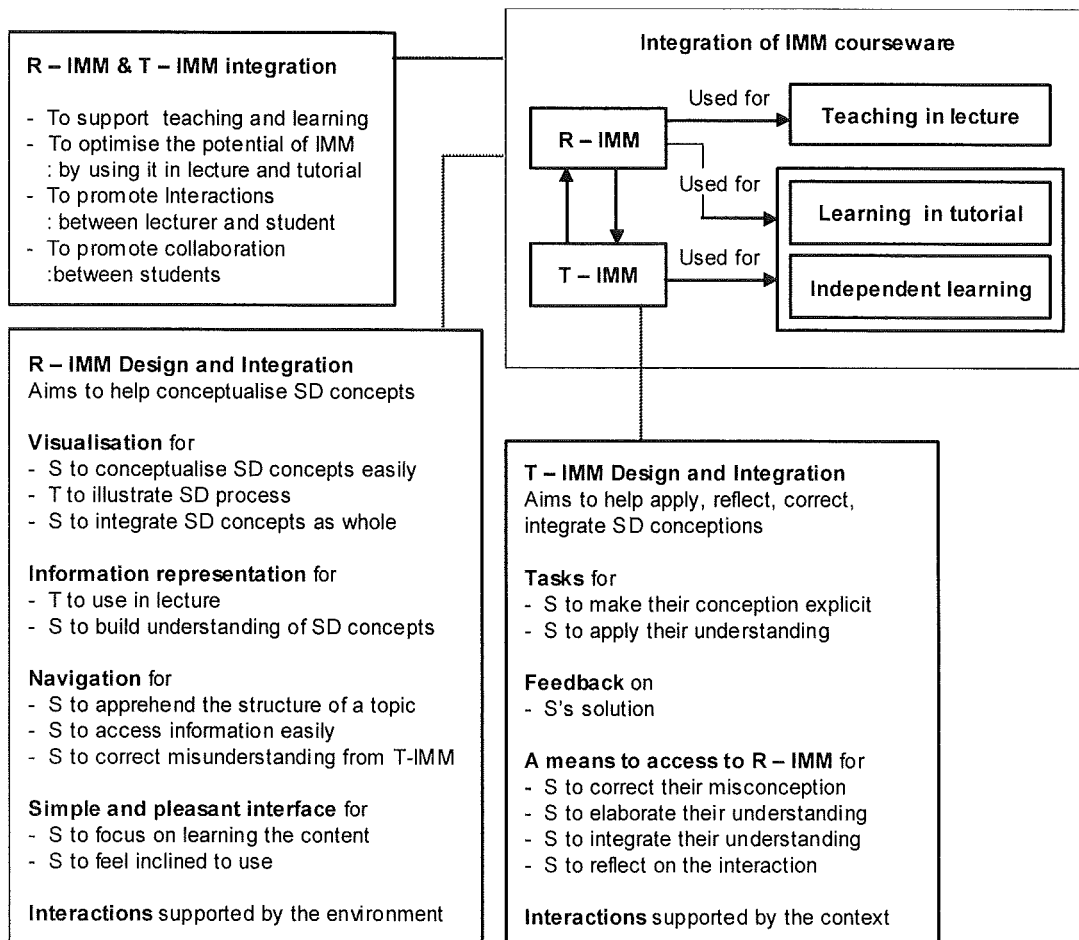 R – IMM & T – IMM integration
- To support teaching and learning
- To optimise the potential of IMM
: by using it in lecture and tutorial
- To promote Interactions
: between lecturer and student
- To promote collaboration
:between students
Integration of IMM courseware
Used for
Teaching in lecture
R – IMM
Used for
Learning in tutorial
T – IMM
Used for
Independent learning
R – IMM Design and Integration
Aims to help conceptualise SD concepts
Visualisation for
- S to conceptualise SD concepts easily
- T to illustrate SD process
- S to integrate SD concepts as whole
Information representation for
- T to use in lecture
- S to build understanding of SD concepts
Navigation for
- S to apprehend the structure of a topic
- S to access information easily
- S to correct misunderstanding from T-IMM
Simple and pleasant interface for
- S to focus on learning the content
- S to feel inclined to use
Interactions supported by the environment
T – IMM Design and Integration
Aims to help apply, reflect, correct,
integrate SD conceptions
Tasks for
- S to make their conception explicit
- S to apply their understanding
Feedback on
- S's solution
A means to access to R – IMM for
- S to correct their misconception
- S to elaborate their understanding
- S to integrate their understanding
- S to reflect on the interaction
Interactions supported by the context